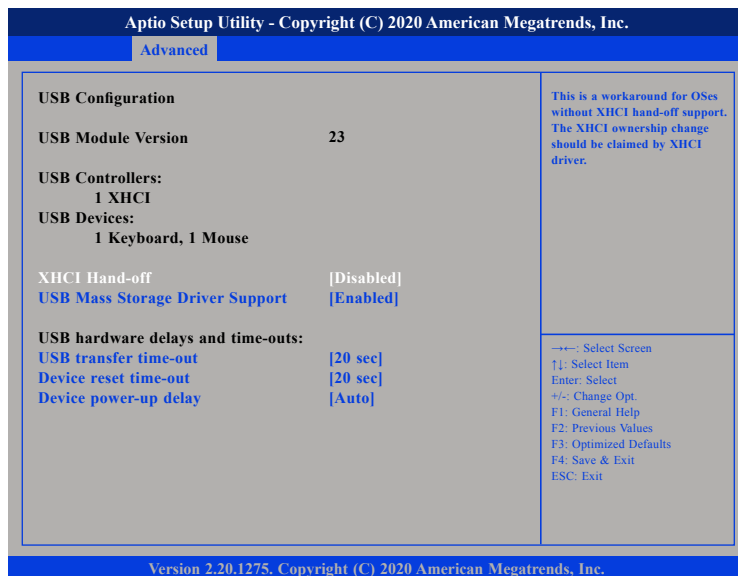 Aptio Setup Utility - Copyright (C) 2020 American Megatrends, Inc.
Advanced
USB Configuration
USB Module Version 23
USB Controllers:
1 XHCI
USB Devices:
1 Keyboard, 1 Mouse
XHCI Hand-off [Disabled]
USB Mass Storage Driver Support [Enabled]
USB hardware delays and time-outs:
USB transfer time-out [20 sec]
Device reset time-out [20 sec]
Device power-up delay [Auto]
This is a workaround for OSes
without XHCI hand-off support.
The XHCI ownership change
should be claimed by XHCI
driver.
→←: Select Screen
↑↓: Select Item
Enter: Select
+/-: Change Opt.
F1: General Help
F2: Previous Values
F3: Optimized Defaults
F4: Save & Exit
ESC: Exit
Version 2.20.1275. Copyright (C) 2020 American Megatrends, Inc.